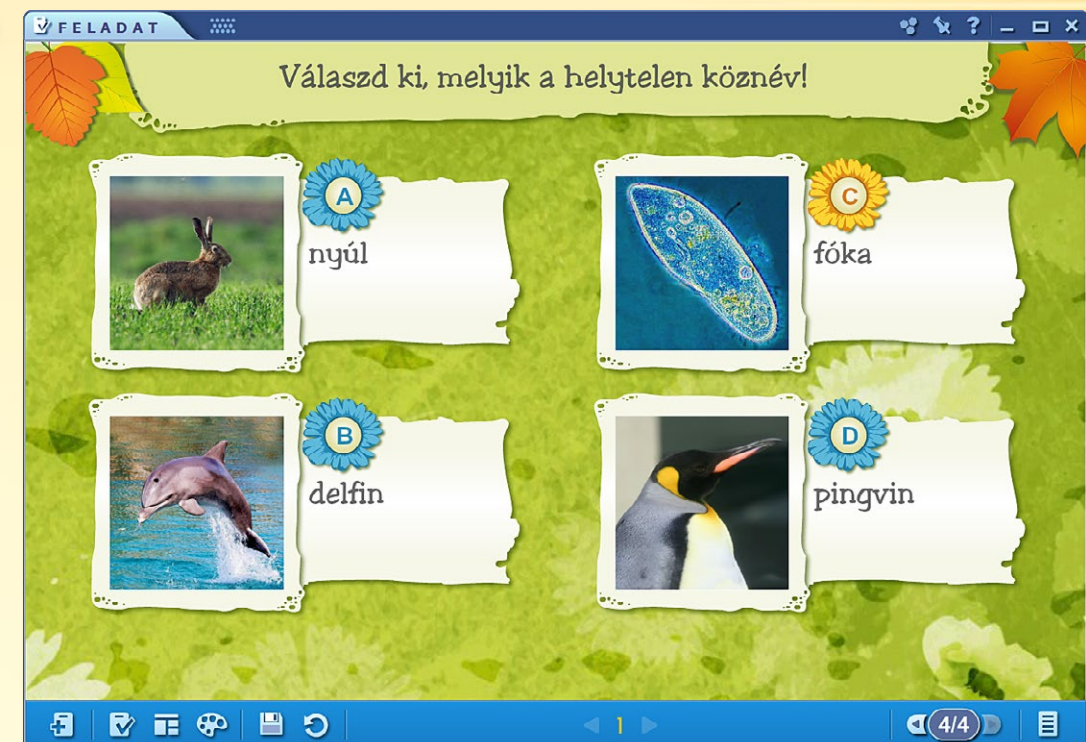 FELADAT
Válaszd ki, melyik a helytelen köznév!
A
nyúl
C
fóka
B
delfin
D
pingvin
1
4/4